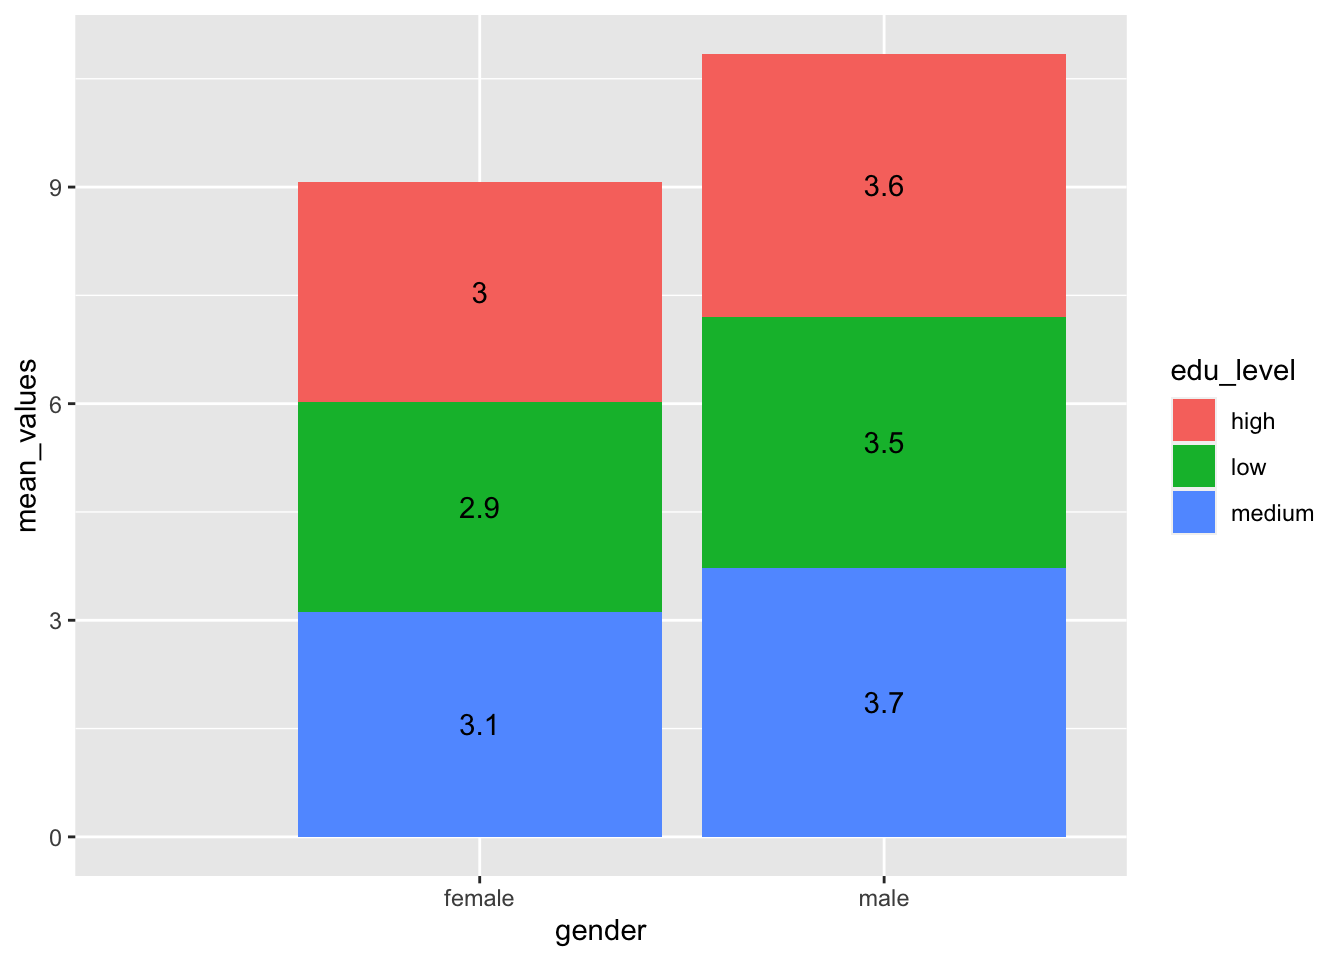 mean_values
9
6
3
0
3
2.9
3.1
3.6
3.5
3.7
female
male
gender
edu_level
high
low
medium